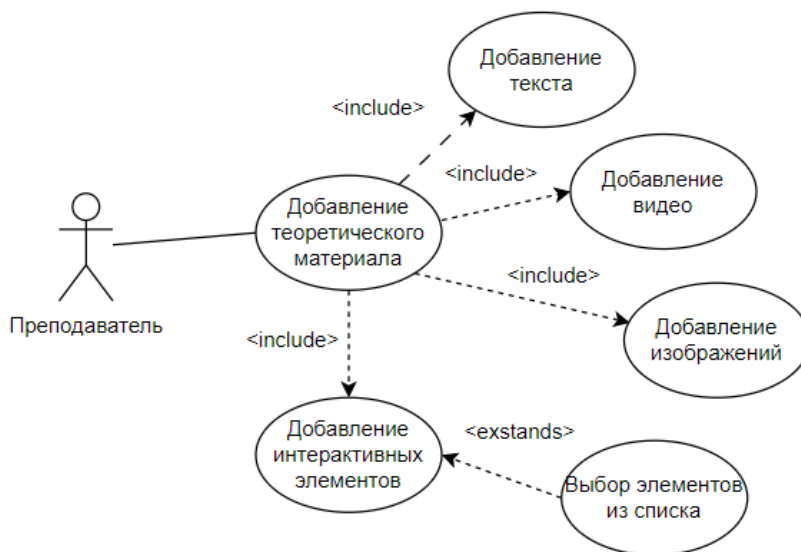 Добавление
текста
<include>
<include>
Добавление
видео
Добавление
теоретического
материала
<include>
Добавление
изображений
Преподаватель
<include>
Добавление
интерактивных
элементов
<exstands>
Выбор элементов
из списка